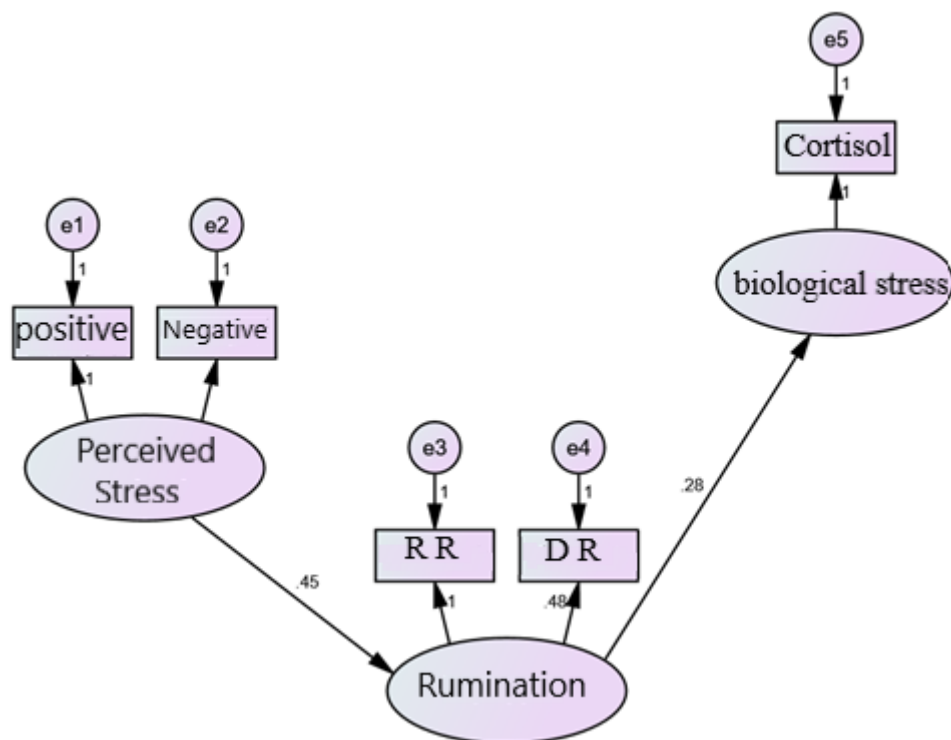 e5
1
Cortisol
1
biological stress
e1
e2
1
1
positive
Negative
1
Perceived
Stress
e3
e4
1
1
.28
R R
D R
.45
1
.48
Rumination